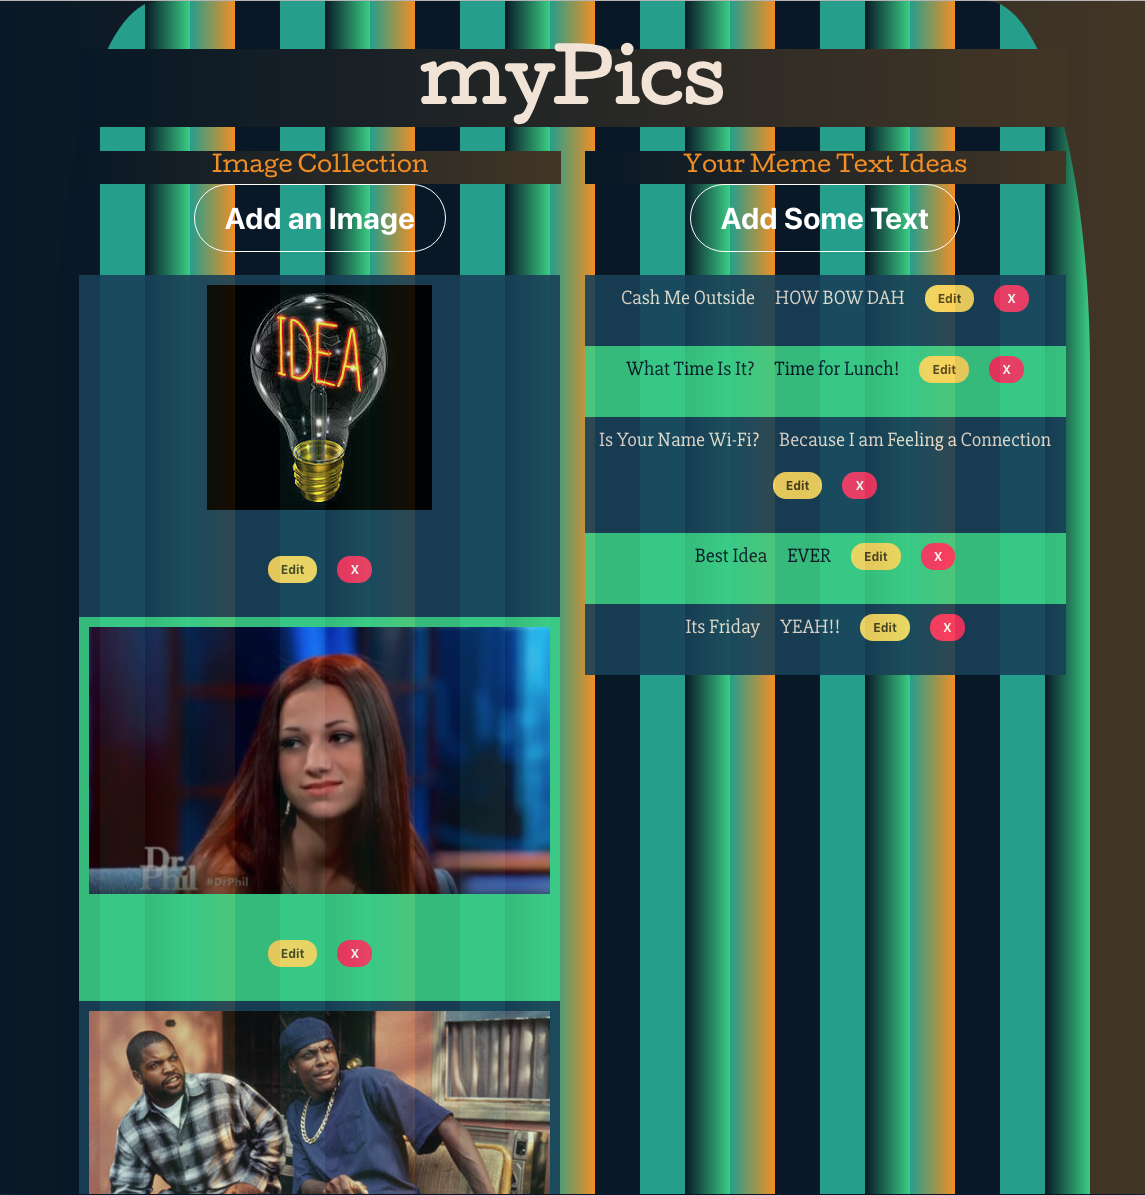 myPics
Image Collection
Add an Image
IDEA
Edit X
Dr.
Phil #DrPhil
Edit X
Your Meme Text Ideas
Add Some Text
Cash Me Outside HOW BOW DAH Edit X
What Time Is It? Time for Lunch! Edit X
Is Your Name Wi-Fi? Because I am Feeling a Connection
Edit X
Best Idea EVER Edit X
Its Friday YEAH!! Edit X